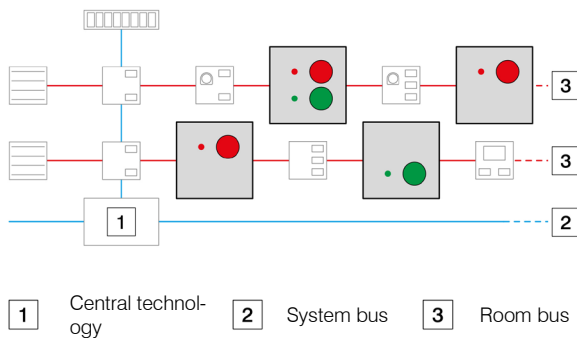 3
3
1
2
1 Central technol-
ogy
2 System bus
3 Room bus